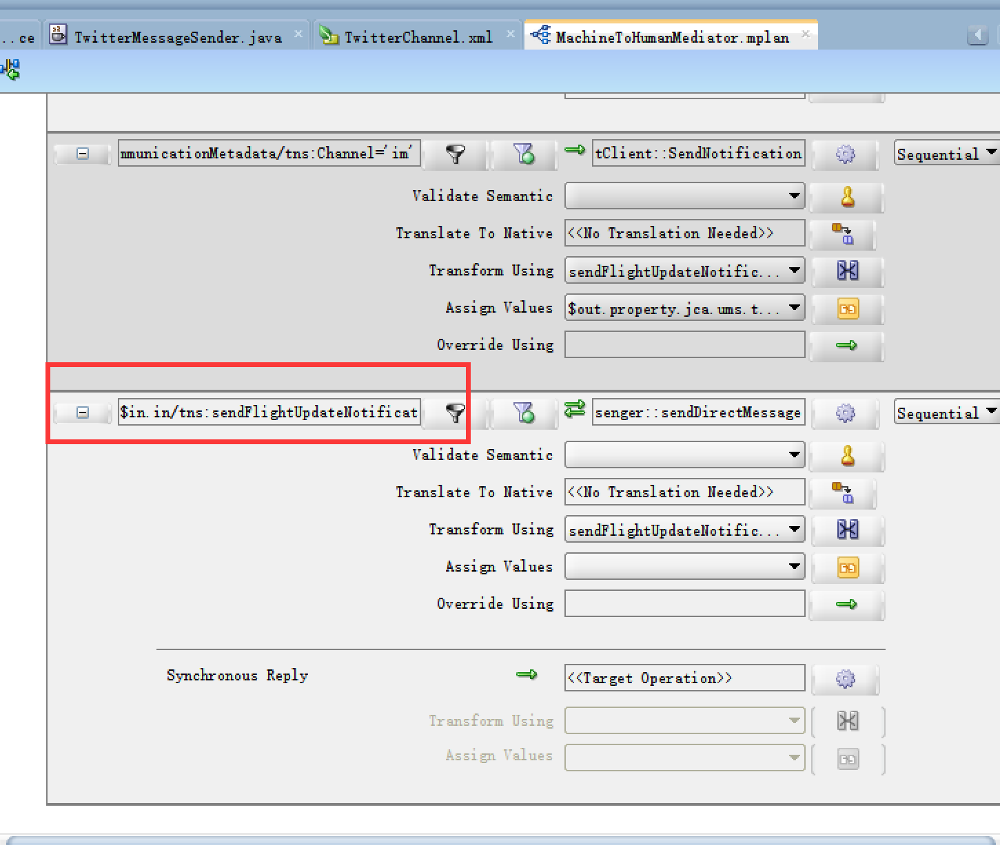 ..ce TwitterMessageSender.java TwitterChannel.xml MachineToHumanMediator.mplan
mmunicationMetadata/tns:Channel='im' tClient::SendNotification Sequential
Validate Semantic
Translate To Native <<No Translation Needed>>
Transform Using sendFlightUpdateNotific...
Assign Values $out.property.jca.ums.t...
Override Using
$in.in/tns:sendFlightUpdateNotificat senger::sendDirectMessage Sequential
Validate Semantic
Translate To Native <<No Translation Needed>>
Transform Using sendFlightUpdateNotific...
Assign Values
Override Using
Synchronous Reply <<Target Operation>>
Transform Using
Assign Values